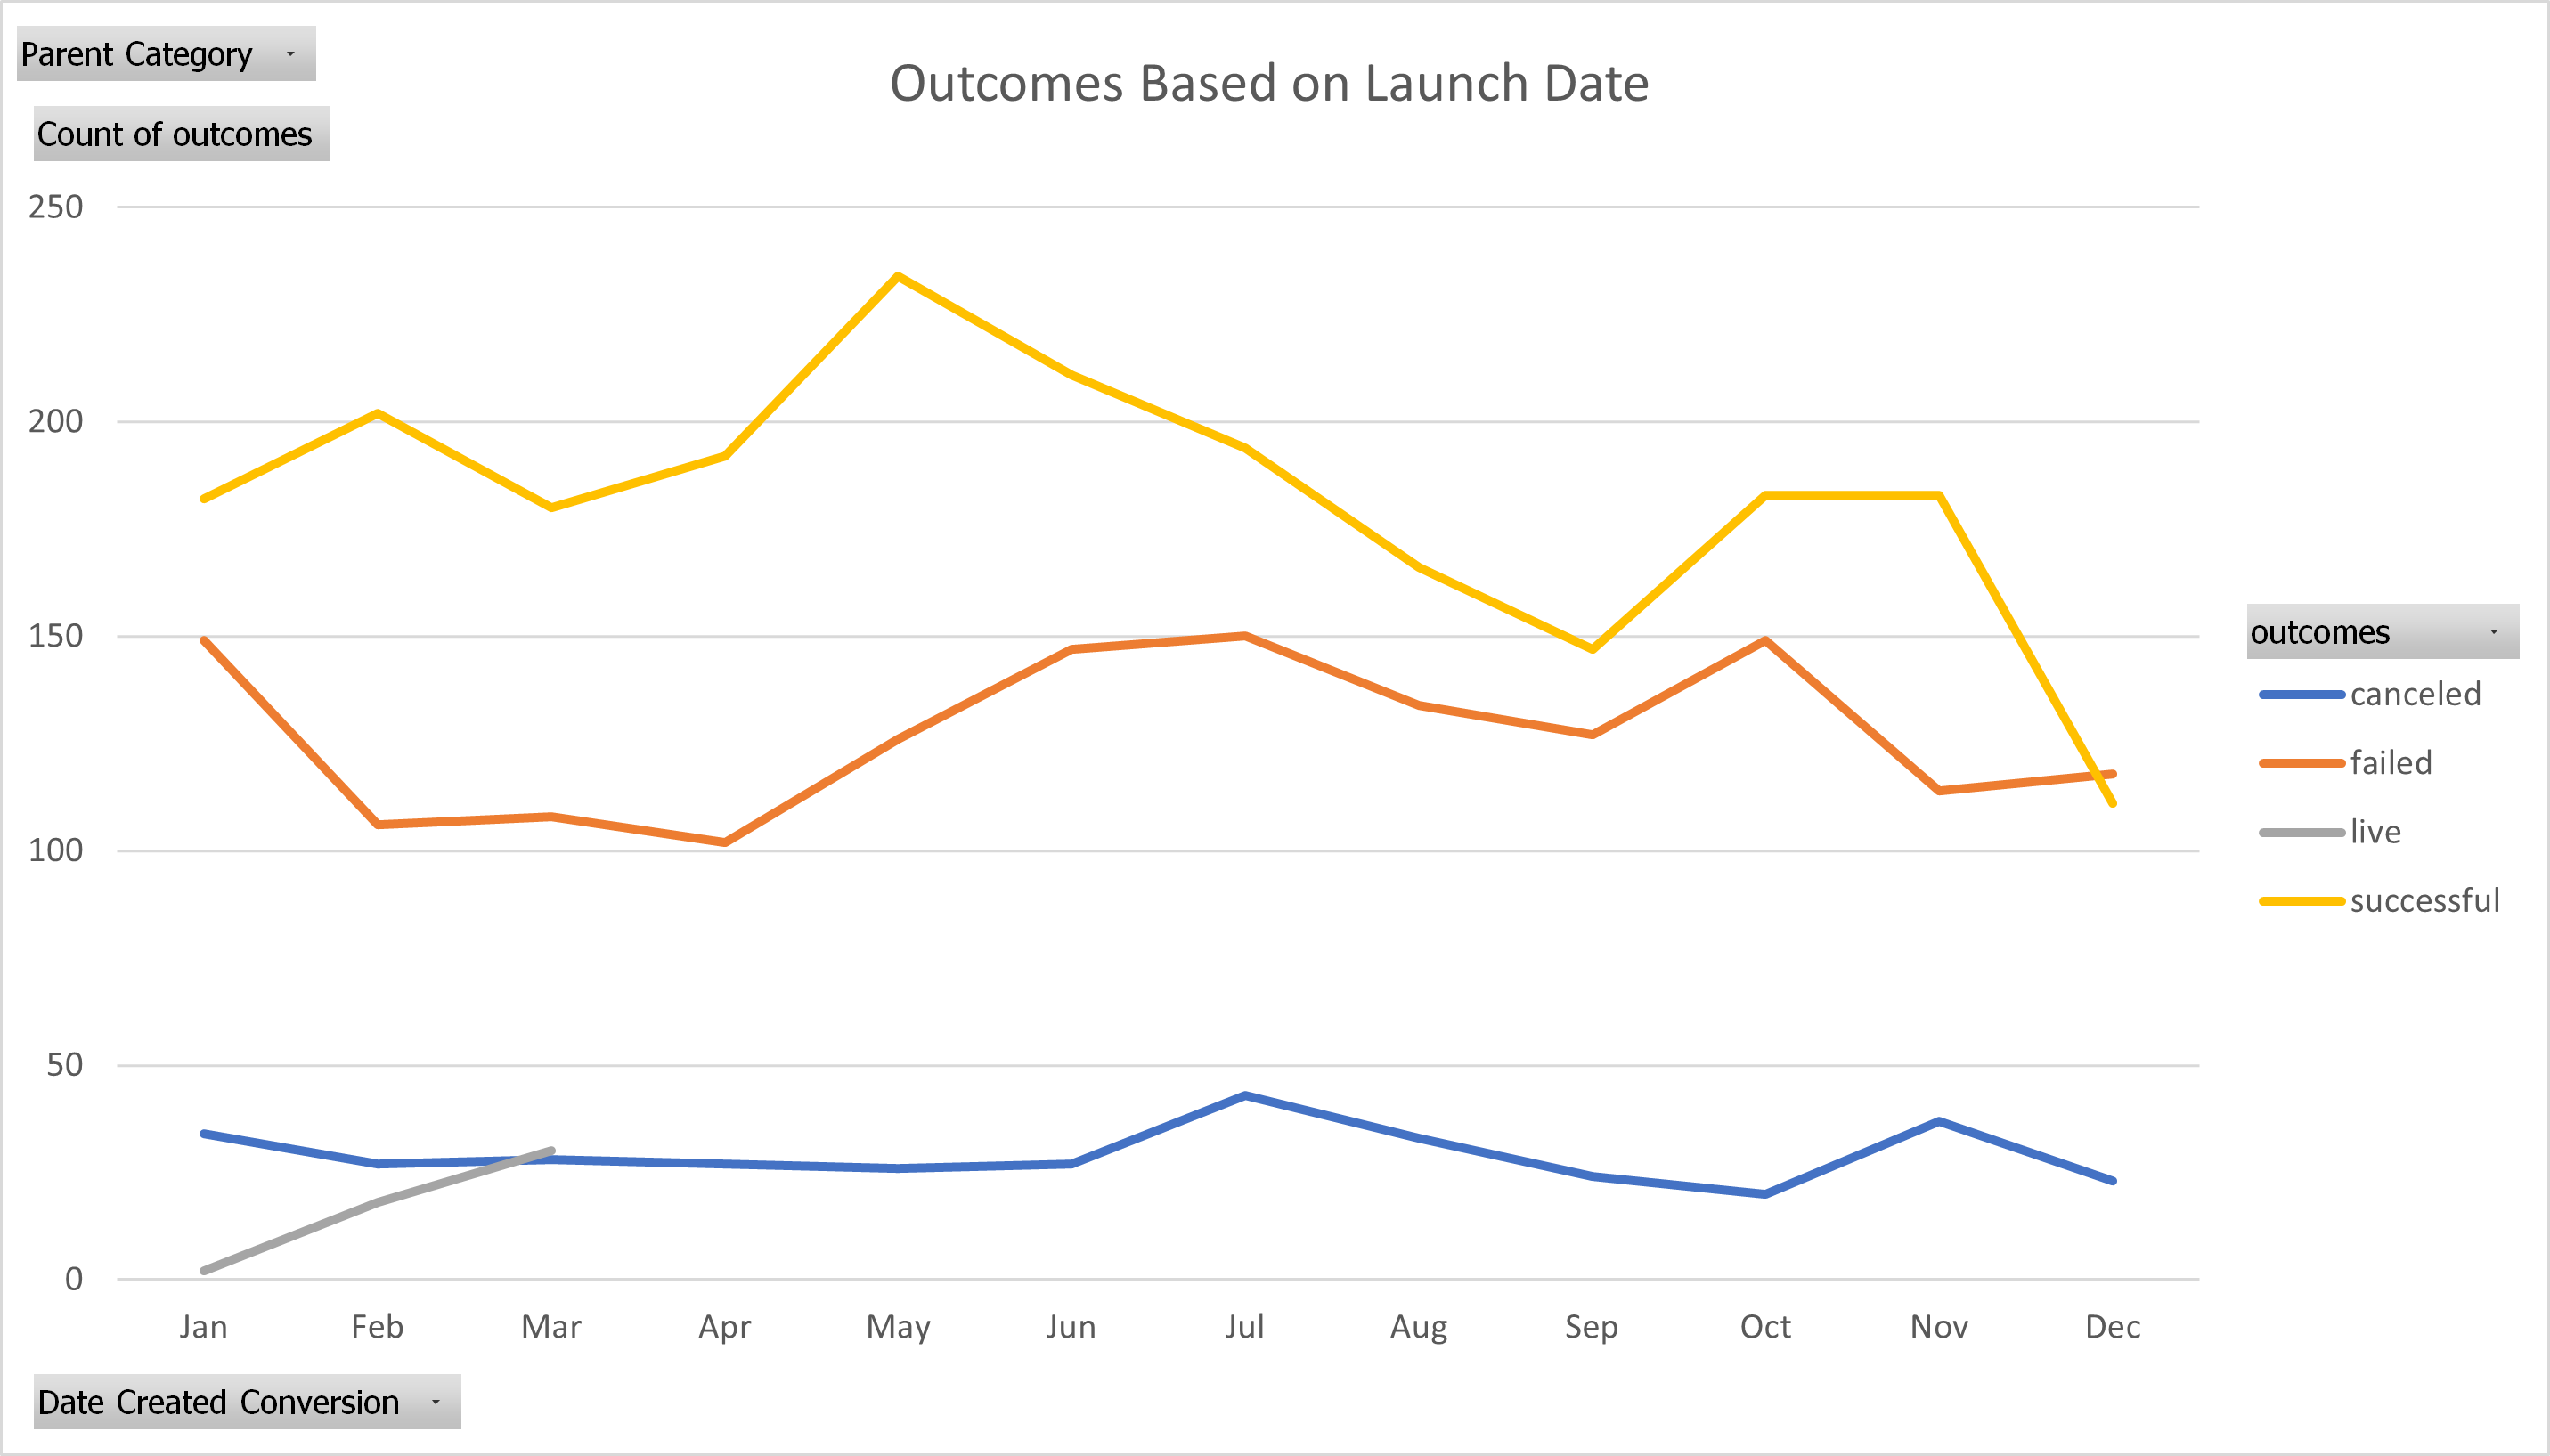 Parent Category
Outcomes Based on Launch Date
Count of outcomes
250
200
150
100
50
0
Jan Feb Mar Apr May Jun Jul Aug Sep Oct Nov Dec
outcomes
canceled
failed
live
successful
Date Created Conversion